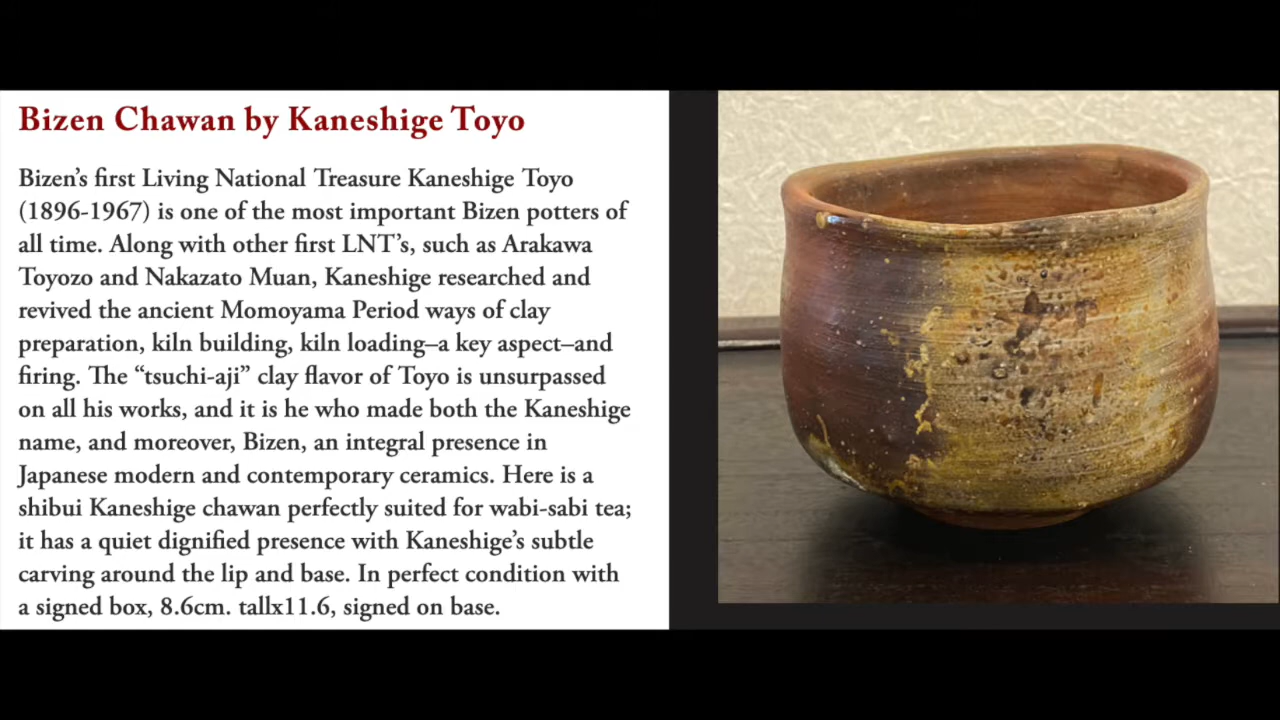 Bizen Chawan by Kaneshige Toyo
Bizen's first Living National Treasure Kaneshige Toyo
(1896-1967) is one of the most important Bizen potters of
all time. Along with other first LNT's, such as Arakawa
Toyozo and Nakazato Muan, Kaneshige researched and
revived the ancient Momoyama Period ways of clay
preparation, kiln building, kiln loading–a key aspect–and
firing. The “tsuchi-aji” clay flavor of Toyo is unsurpassed
on all his works, and it is he who made both the Kaneshige
name, and moreover, Bizen, an integral presence in
Japanese modern and contemporary ceramics. Here is a
shibui Kaneshige chawan perfectly suited for wabi-sabi tea;
it has a quiet dignified presence with Kaneshige's subtle
carving around the lip and base. In perfect condition with
a signed box, 8.6cm. tallx11.6, signed on base.